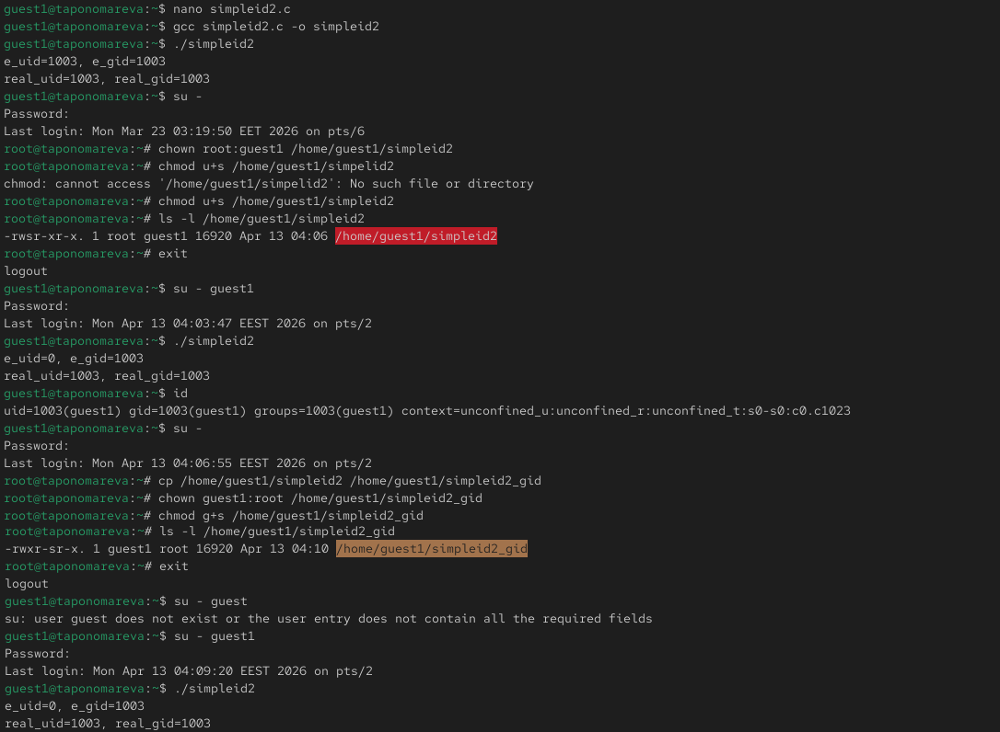 guest1@taponomareva:~$ nano simpleid2.c
guest1@taponomareva:~$ gcc simpleid2.c -o simpleid2
guest1@taponomareva:~$ ./simpleid2
e_uid=1003, e_gid=1003
real_uid=1003, real_gid=1003
guest1@taponomareva:~$ su -
Password:
Last login: Mon Mar 23 03:19:50 EET 2026 on pts/6
root@taponomareva:~# chown root:guest1 /home/guest1/simpleid2
root@taponomareva:~# chmod u+s /home/guest1/simpelid2
chmod: cannot access '/home/guest1/simpelid2': No such file or directory
root@taponomareva:~# chmod u+s /home/guest1/simpleid2
root@taponomareva:~# ls -l /home/guest1/simpleid2
-rwsr-xr-x. 1 root guest1 16920 Apr 13 04:06 /home/guest1/simpleid2
root@taponomareva:~# exit
logout
guest1@taponomareva:~$ su - guest1
Password:
Last login: Mon Apr 13 04:03:47 EEST 2026 on pts/2
guest1@taponomareva:~$ ./simpleid2
e_uid=0, e_gid=1003
real_uid=1003, real_gid=1003
guest1@taponomareva:~$ id
uid=1003(guest1) gid=1003(guest1) groups=1003(guest1) context=unconfined_u:unconfined_r:unconfined_t:s0-s0:c0.c1023
guest1@taponomareva:~$ su -
Password:
Last login: Mon Apr 13 04:06:55 EEST 2026 on pts/2
root@taponomareva:~# cp /home/guest1/simpleid2 /home/guest1/simpleid2_gid
root@taponomareva:~# chown guest1:root /home/guest1/simpleid2_gid
root@taponomareva:~# chmod g+s /home/guest1/simpleid2_gid
root@taponomareva:~# ls -l /home/guest1/simpleid2_gid
-rwxr-sr-x. 1 guest1 root 16920 Apr 13 04:10 /home/guest1/simpleid2_gid
root@taponomareva:~# exit
logout
guest1@taponomareva:~$ su - guest
su: user guest does not exist or the user entry does not contain all the required fields
guest1@taponomareva:~$ su - guest1
Password:
Last login: Mon Apr 13 04:09:20 EEST 2026 on pts/2
guest1@taponomareva:~$ ./simpleid2
e_uid=0, e_gid=1003
real_uid=1003, real_gid=1003